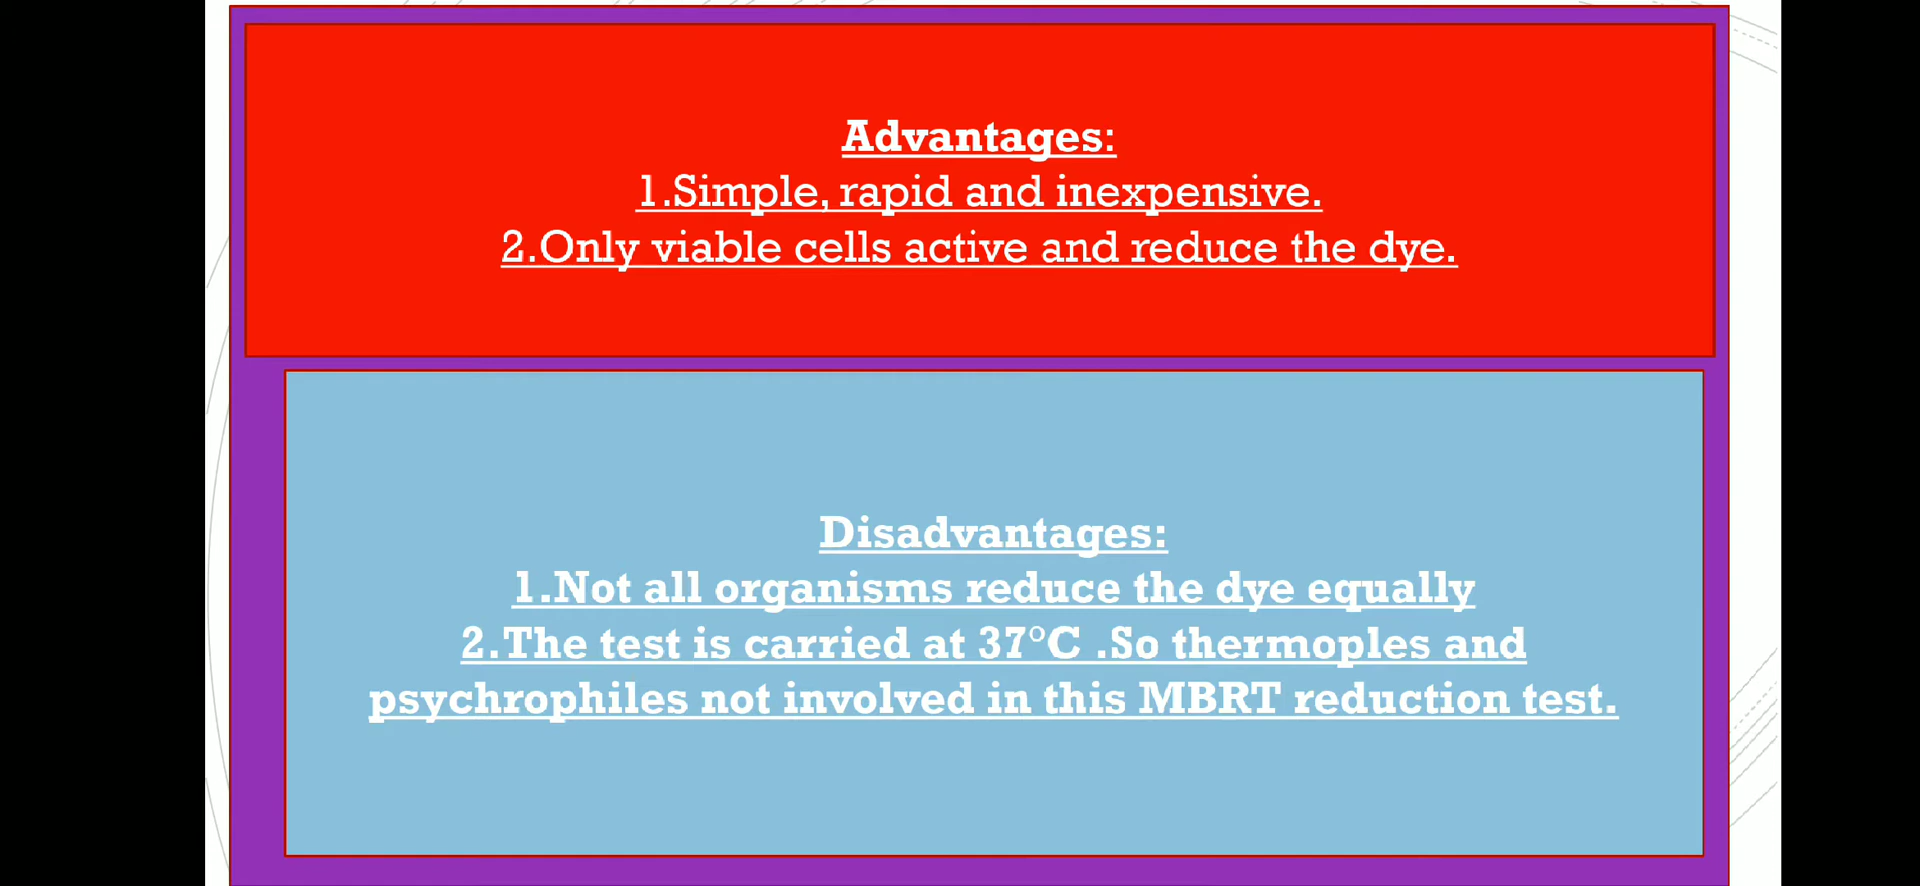 Advantages:
1.Simple, rapid and inexpensive.
2.Only viable cells active and reduce the dye.
Disadvantages:
1.Not all organisms reduce the dye equally
2.The test is carried at 37°C .So thermoples and
psychrophiles not involved in this MBRT reduction test.